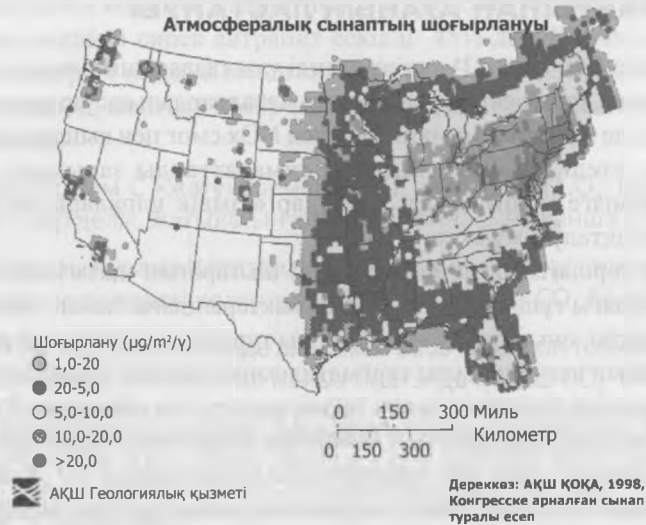 Атмосфералық сынаптың шоғырлануы
Шоғырлану (µg/m²/y)
1,0-20
20-5,0
5,0-10,0
10,0-20,0
>20,0
0 150 300 Миль
Километр
0 150 300
АҚШ Геологиялық қызметі
Дереккөз: АҚШ ҚОҚА, 1998,
Конгресске арналған сынап
туралы есеп